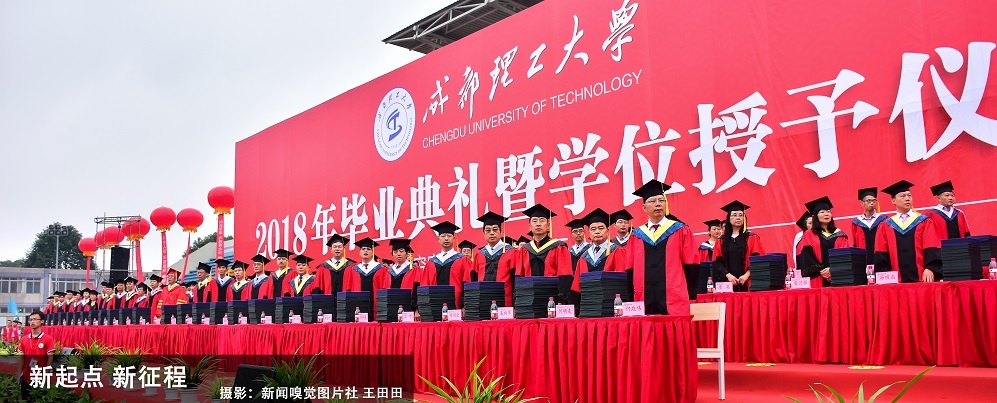 成都理工大学
CHENGDU UNIVERSITY OF TECHNOLOGY
2018年毕业典礼暨学位授予仪
新起点 新征程
摄影：新闻嗅觉图片社 王田田